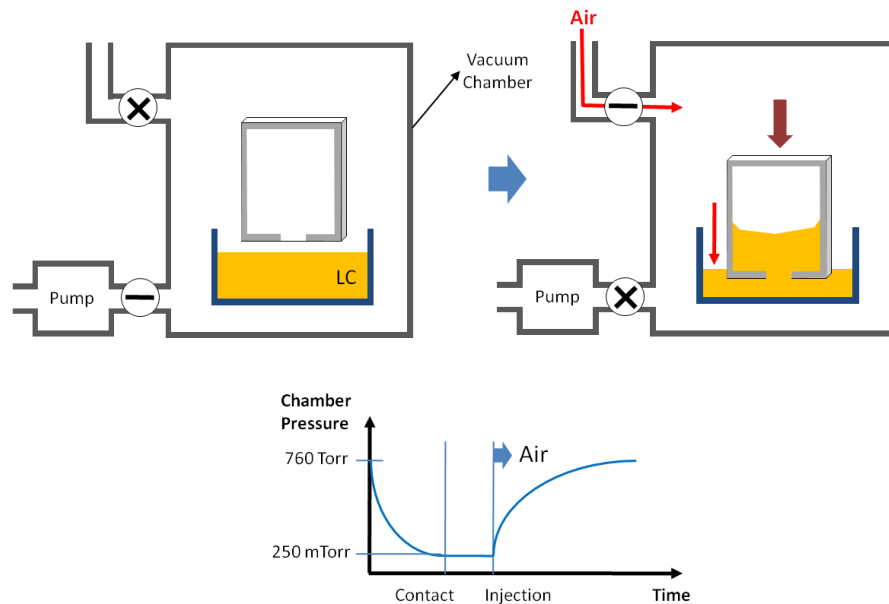 Air
Vacuum
Chamber
LC
Pump
Pump
Chamber
Pressure
760 Torr
Air
250 mTorr
Contact
Injection
Time